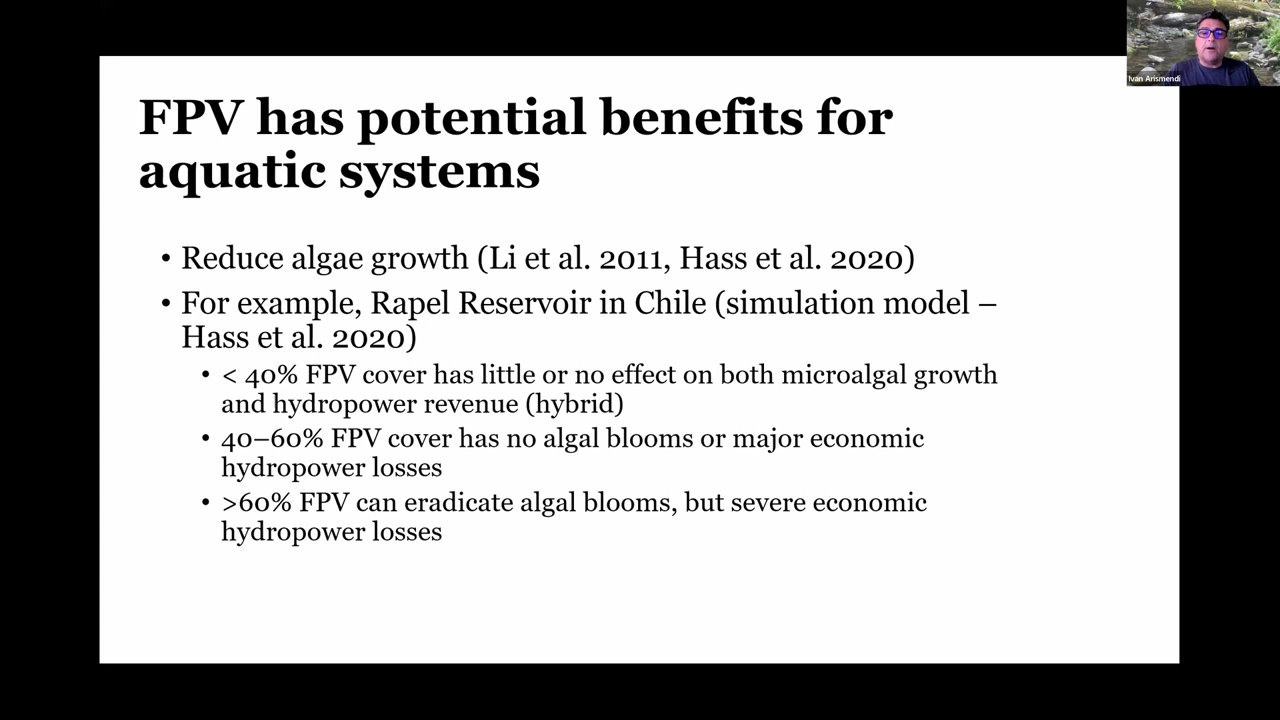 Ivan Arismendi
FPV has potential benefits for
aquatic systems
• Reduce algae growth (Li et al. 2011, Hass et al. 2020)
• For example, Rapel Reservoir in Chile (simulation model –
Hass et al. 2020)
• < 40% FPV cover has little or no effect on both microalgal growth
and hydropower revenue (hybrid)
• 40–60% FPV cover has no algal blooms or major economic
hydropower losses
• >60% FPV can eradicate algal blooms, but severe economic
hydropower losses